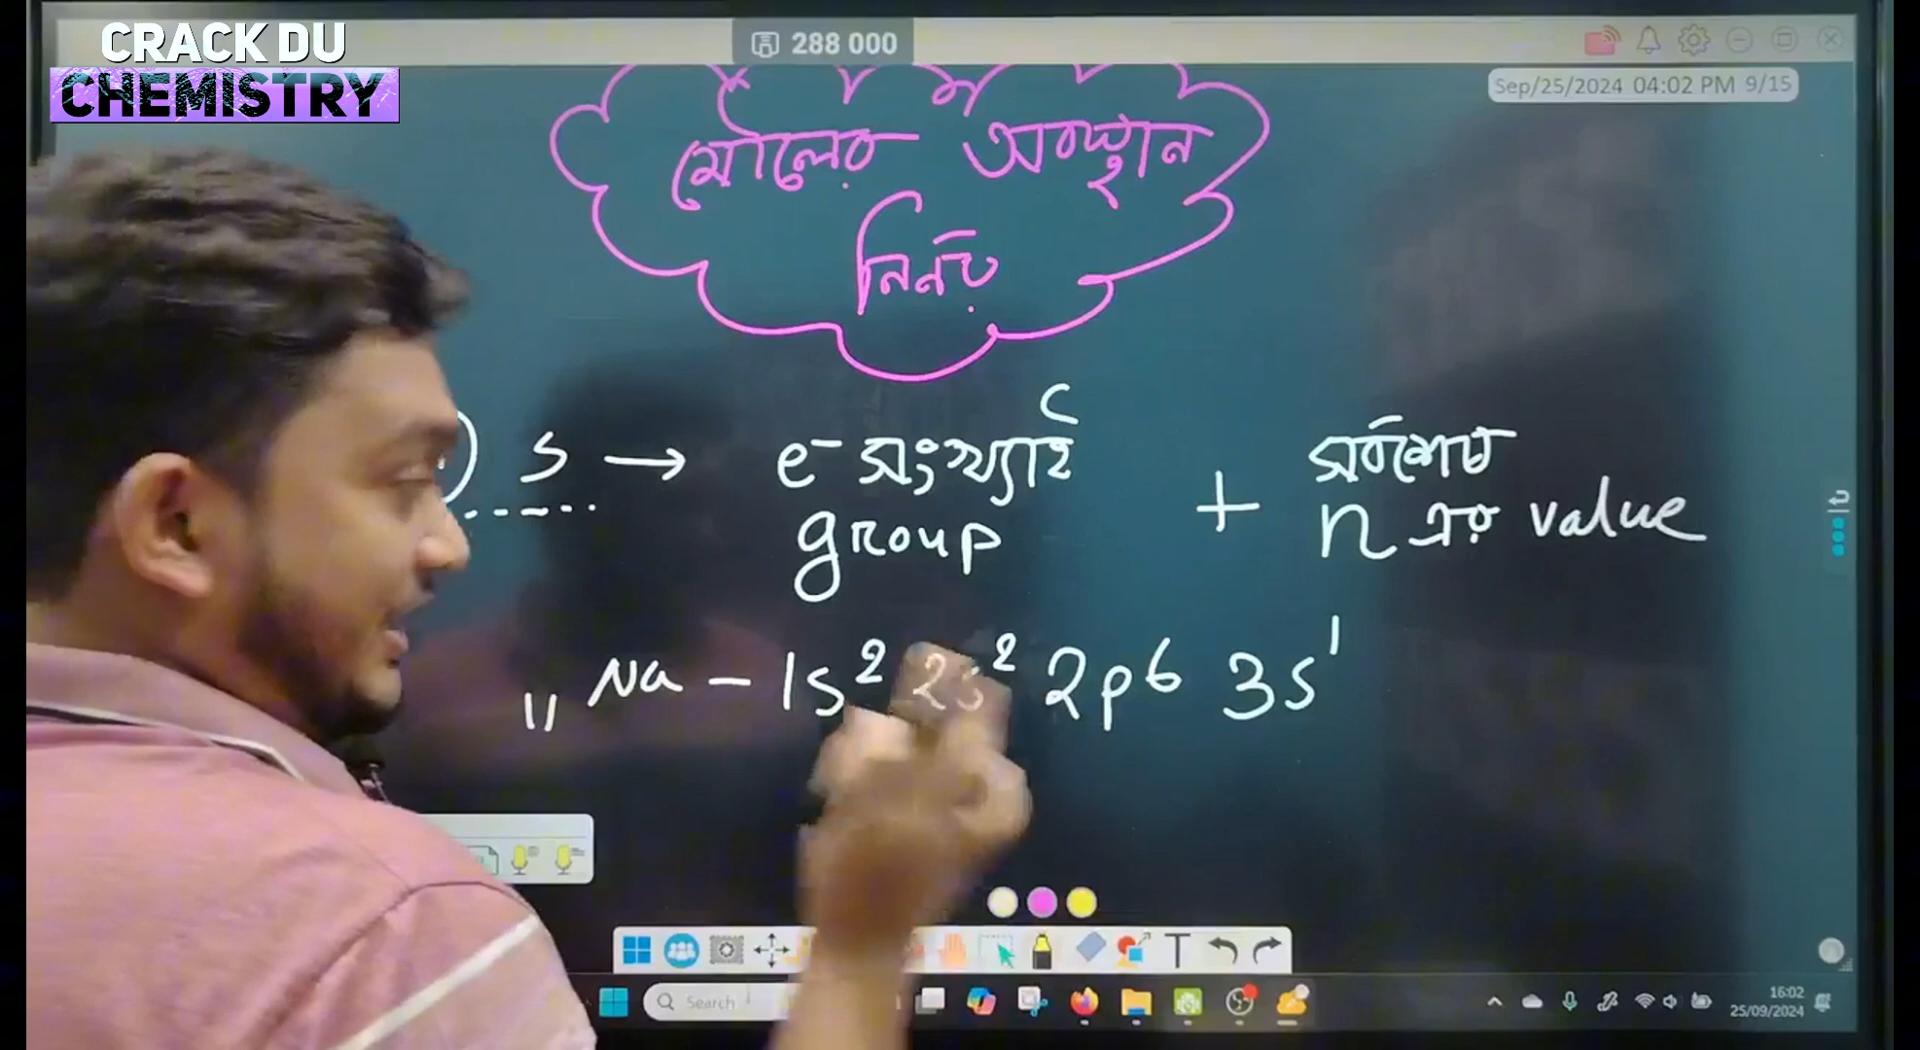 CRACK DU
CHEMISTRY
288 000
Sep/25/2024 04:02 PM 9/15
মৌলের অবস্থান
নির্ণয়
s → e⁻ সংখ্যাই + সর্বশেষ
group n এর value
11 Na – 1s² 2s² 2p⁶ 3s¹
Search
16:02
25/09/2024